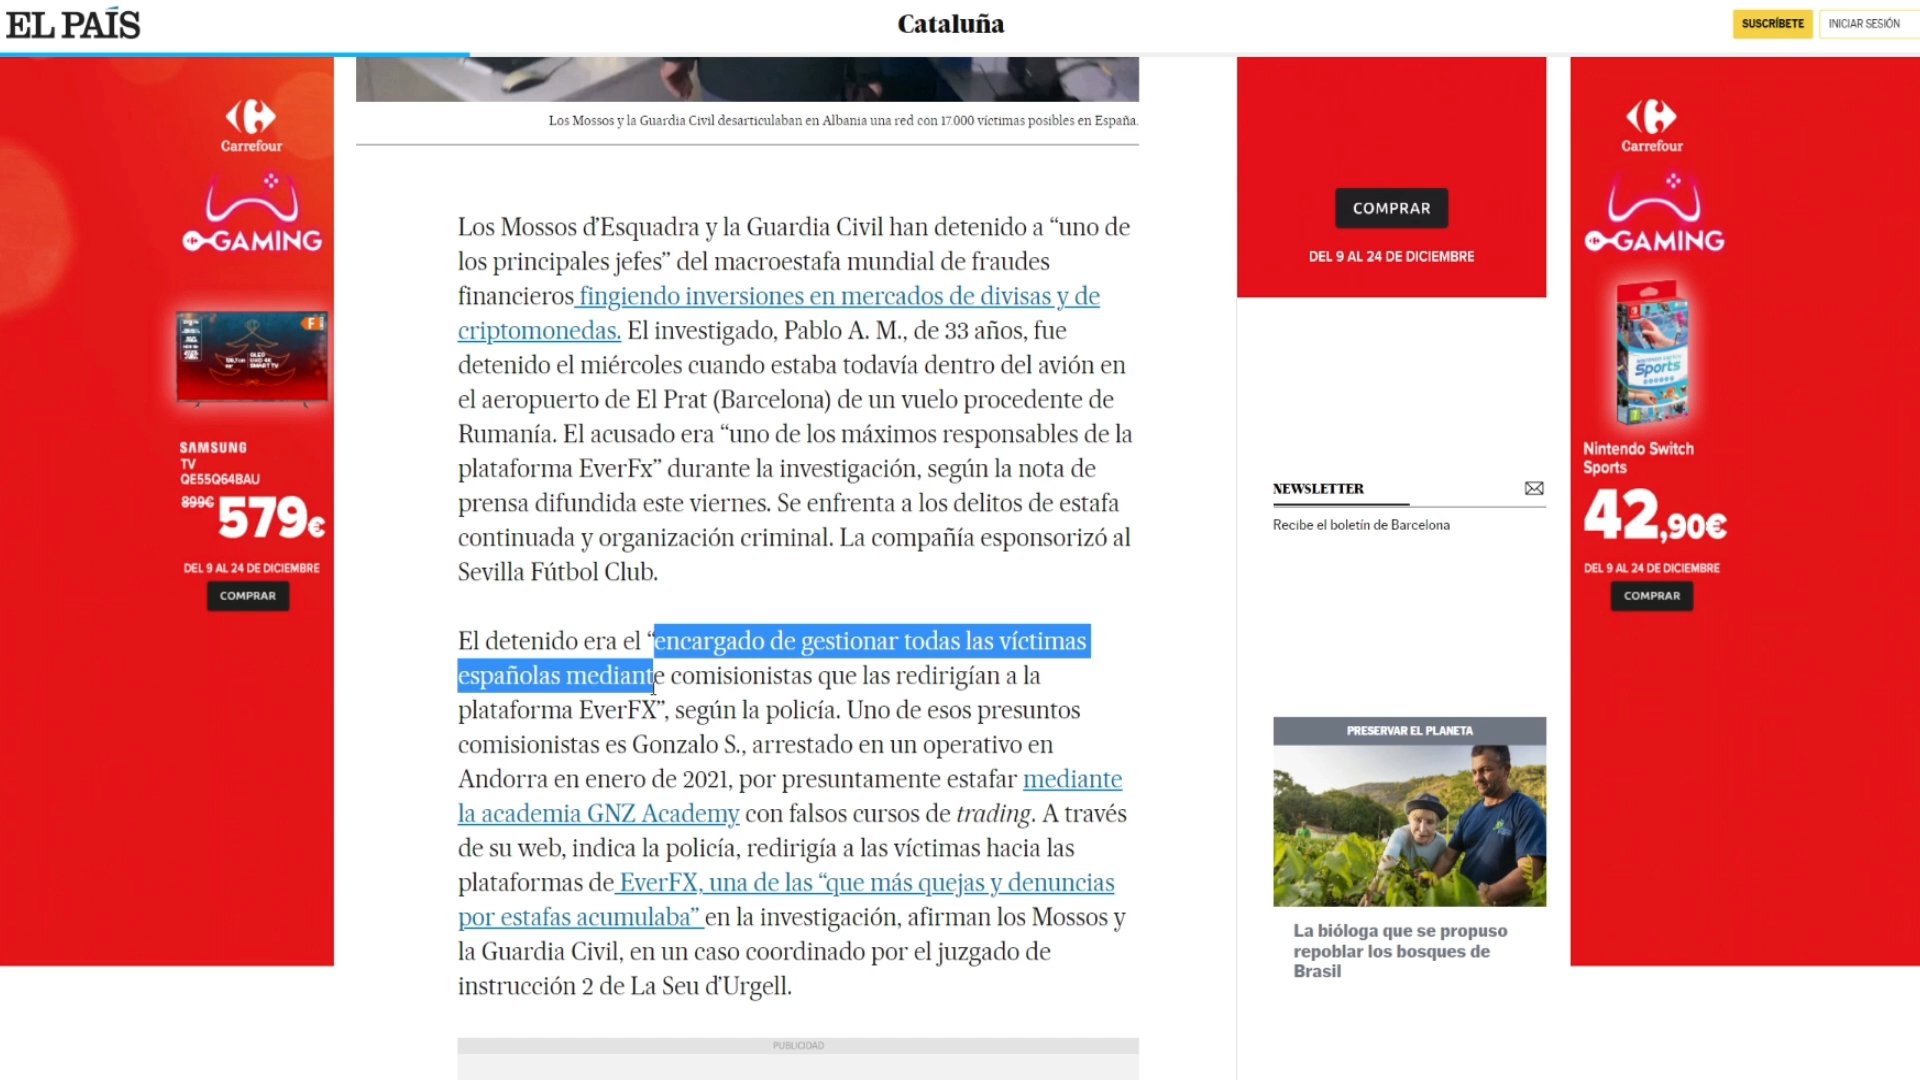 EL PAÍS
Cataluña
SUSCRÍBETE
INICIAR SESIÓN
Los Mossos y la Guardia Civil desarticulaban en Albania una red con 17.000 víctimas posibles en España.
Los Mossos d’Esquadra y la Guardia Civil han detenido a “uno de
los principales jefes” del macroestafa mundial de fraudes
financieros fingiendo inversiones en mercados de divisas y de
criptomonedas. El investigado, Pablo A. M., de 33 años, fue
detenido el miércoles cuando estaba todavía dentro del avión en
el aeropuerto de El Prat (Barcelona) de un vuelo procedente de
Rumanía. El acusado era “uno de los máximos responsables de la
plataforma EverFx” durante la investigación, según la nota de
prensa difundida este viernes. Se enfrenta a los delitos de estafa
continuada y organización criminal. La compañía esponsorizó al
Sevilla Fútbol Club.
El detenido era el “encargado de gestionar todas las víctimas
españolas mediante comisionistas que las redirigían a la
plataforma EverFX”, según la policía. Uno de esos presuntos
comisionistas es Gonzalo S., arrestado en un operativo en
Andorra en enero de 2021, por presuntamente estafar mediante
la academia GNZ Academy con falsos cursos de trading. A través
de su web, indica la policía, redirigía a las víctimas hacia las
plataformas de EverFX, una de las “que más quejas y denuncias
por estafas acumulaba” en la investigación, afirman los Mossos y
la Guardia Civil, en un caso coordinado por el juzgado de
instrucción 2 de La Seu d’Urgell.
PUBLICIDAD
Carrefour
GAMING
F
SAMSUNG
TV
QE55Q64BAU
899€
579€
DEL 9 AL 24 DE DICIEMBRE
COMPRAR
COMPRAR
DEL 9 AL 24 DE DICIEMBRE
NEWSLETTER
Recibe el boletín de Barcelona
PRESERVAR EL PLANETA
La bióloga que se propuso
repoblar los bosques de
Brasil
Carrefour
GAMING
Sports
Nintendo Switch
Sports
42,90€
DEL 9 AL 24 DE DICIEMBRE
COMPRAR